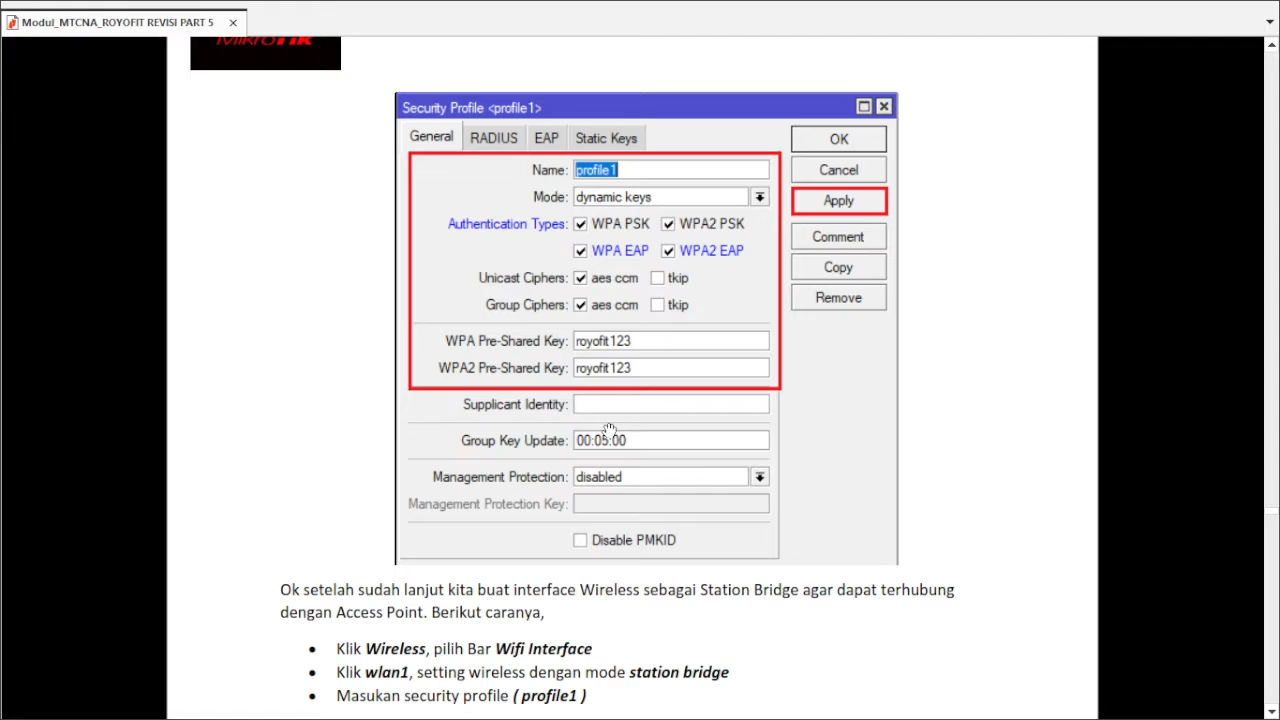 Modul_MTCNA_ROYOFIT REVISI PART 5
MikroTik
Security Profile <profile1>
General RADIUS EAP Static Keys
OK
Name: profile1
Cancel
Mode: dynamic keys
Apply
Authentication Types: WPA PSK WPA2 PSK
Comment
WPA EAP WPA2 EAP
Copy
Unicast Ciphers: aes ccm tkip
Remove
Group Ciphers: aes ccm tkip
WPA Pre-Shared Key: royofit123
WPA2 Pre-Shared Key: royofit123
Supplicant Identity:
Group Key Update: 00:05:00
Management Protection: disabled
Management Protection Key:
Disable PMKID
Ok setelah sudah lanjut kita buat interface Wireless sebagai Station Bridge agar dapat terhubung
dengan Access Point. Berikut caranya,
• Klik Wireless, pilih Bar Wifi Interface
• Klik wlan1, setting wireless dengan mode station bridge
• Masukan security profile ( profile1 )